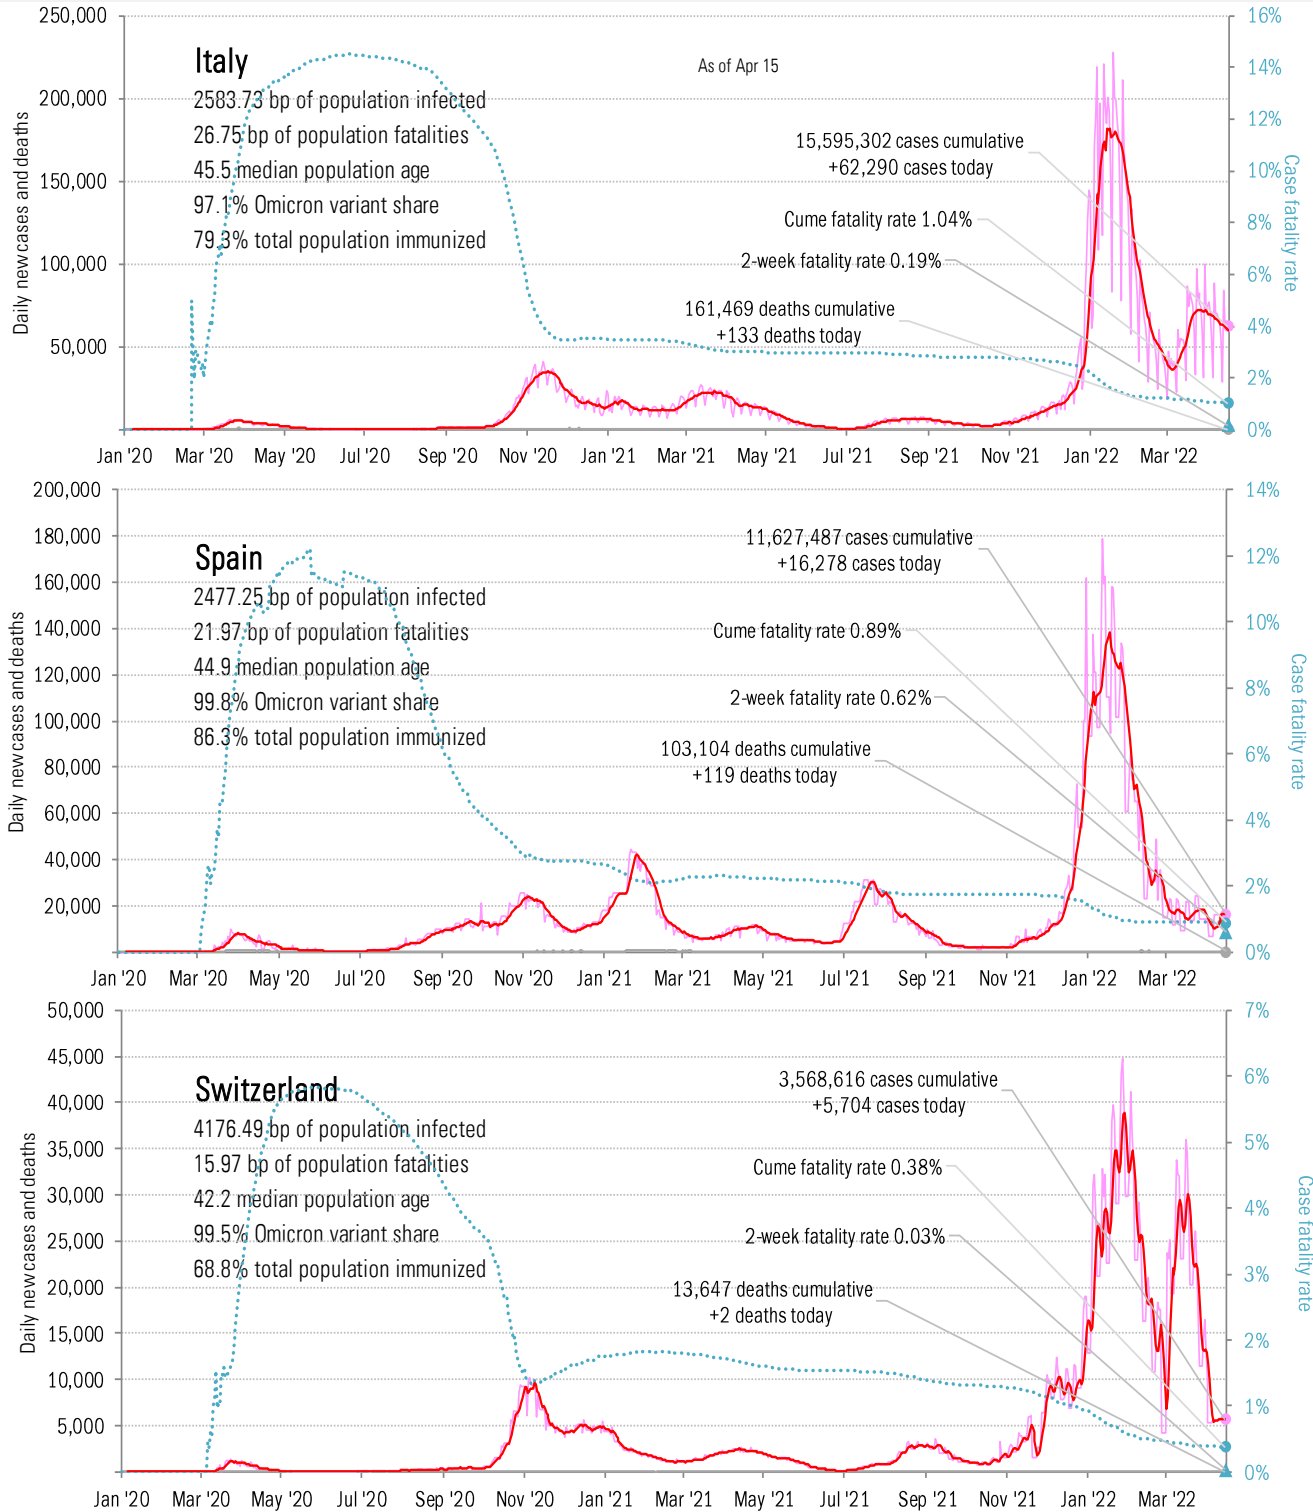 250,000
200,000
150,000
100,000
50,000
Daily new cases and deaths
Italy
2583.73 bp of population infected
26.75 bp of population fatalities
45.5 median population age
97.1% Omicron variant share
79.3% total population immunized
As of Apr 15
15,595,302 cases cumulative
+62,290 cases today
Cume fatality rate 1.04%
2-week fatality rate 0.19%
161,469 deaths cumulative
+133 deaths today
16%
14%
12%
10%
8%
6%
4%
2%
0%
Case fatality rate
Jan '20 Mar '20 May '20 Jul '20 Sep '20 Nov '20 Jan '21 Mar '21 May '21 Jul '21 Sep '21 Nov '21 Jan '22 Mar '22
200,000
180,000
160,000
140,000
120,000
100,000
80,000
60,000
40,000
20,000
Daily new cases and deaths
Spain
2477.25 bp of population infected
21.97 bp of population fatalities
44.9 median population age
99.8% Omicron variant share
86.3% total population immunized
11,627,487 cases cumulative
+16,278 cases today
Cume fatality rate 0.89%
2-week fatality rate 0.62%
103,104 deaths cumulative
+119 deaths today
14%
12%
10%
8%
6%
4%
2%
0%
Case fatality rate
Jan '20 Mar '20 May '20 Jul '20 Sep '20 Nov '20 Jan '21 Mar '21 May '21 Jul '21 Sep '21 Nov '21 Jan '22 Mar '22
50,000
45,000
40,000
35,000
30,000
25,000
20,000
15,000
10,000
5,000
Daily new cases and deaths
Switzerland
4176.49 bp of population infected
15.97 bp of population fatalities
42.2 median population age
99.5% Omicron variant share
68.8% total population immunized
3,568,616 cases cumulative
+5,704 cases today
Cume fatality rate 0.38%
2-week fatality rate 0.03%
13,647 deaths cumulative
+2 deaths today
7%
6%
5%
4%
3%
2%
1%
0%
Case fatality rate
Jan '20 Mar '20 May '20 Jul '20 Sep '20 Nov '20 Jan '21 Mar '21 May '21 Jul '21 Sep '21 Nov '21 Jan '22 Mar '22